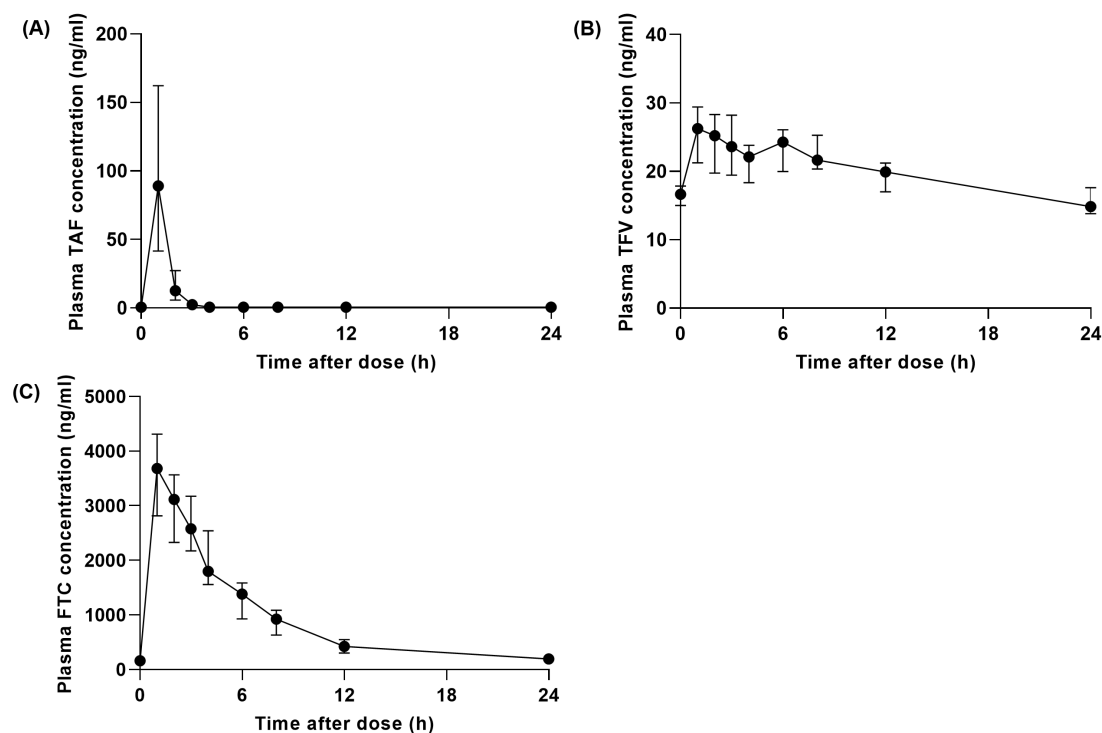 (A)
Plasma TAF concentration (ng/ml)
200
150
100
50
0
0 6 12 18 24
Time after dose (h)
(B)
Plasma TFV concentration (ng/ml)
40
30
20
10
0
0 6 12 18 24
Time after dose (h)
(C)
Plasma FTC concentration (ng/ml)
5000
4000
3000
2000
1000
0
0 6 12 18 24
Time after dose (h)